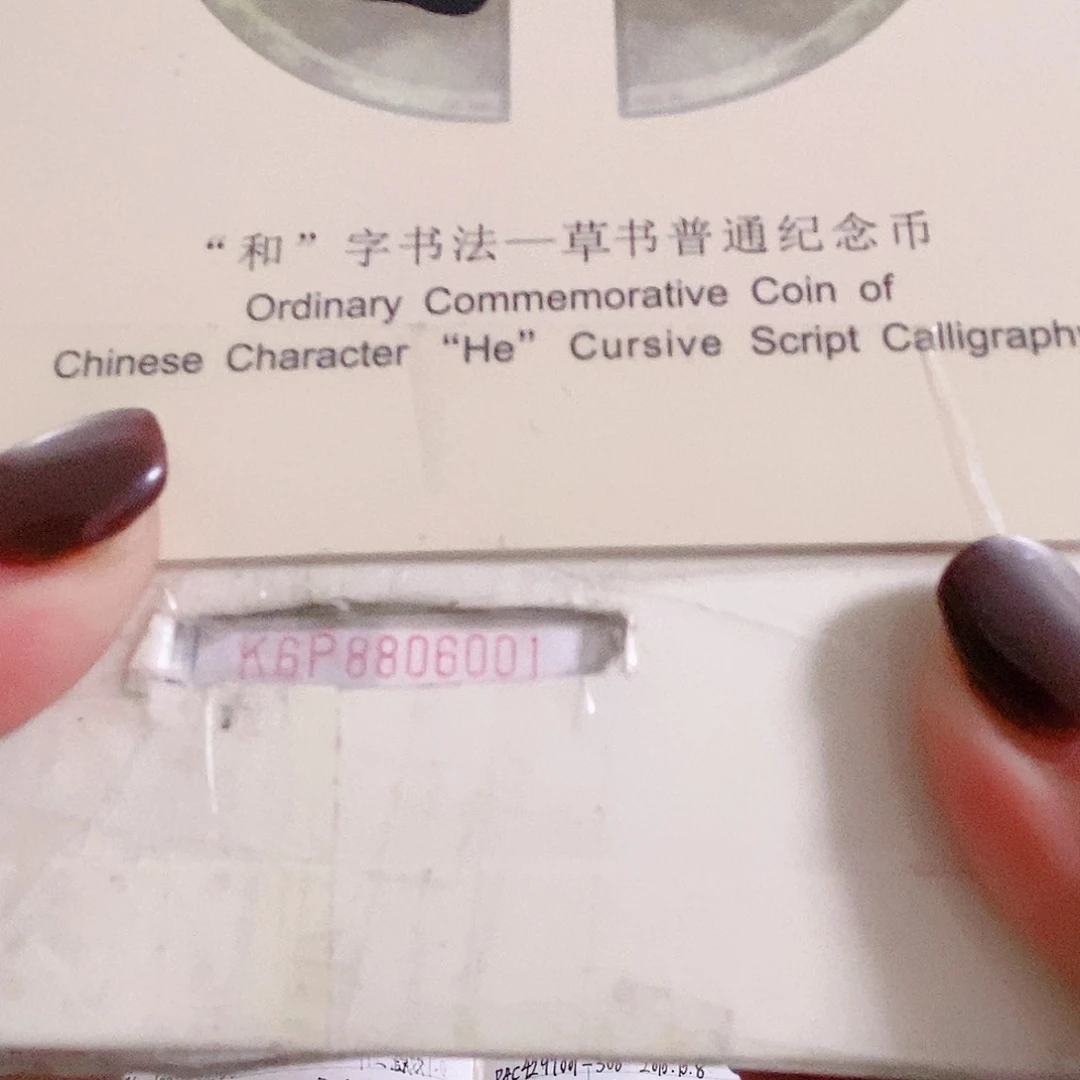 “和”字书法—草书普通纪念币
Ordinary Commemorative Coin of
Chinese Character “He” Cursive Script Calligraphy
K6P8806001